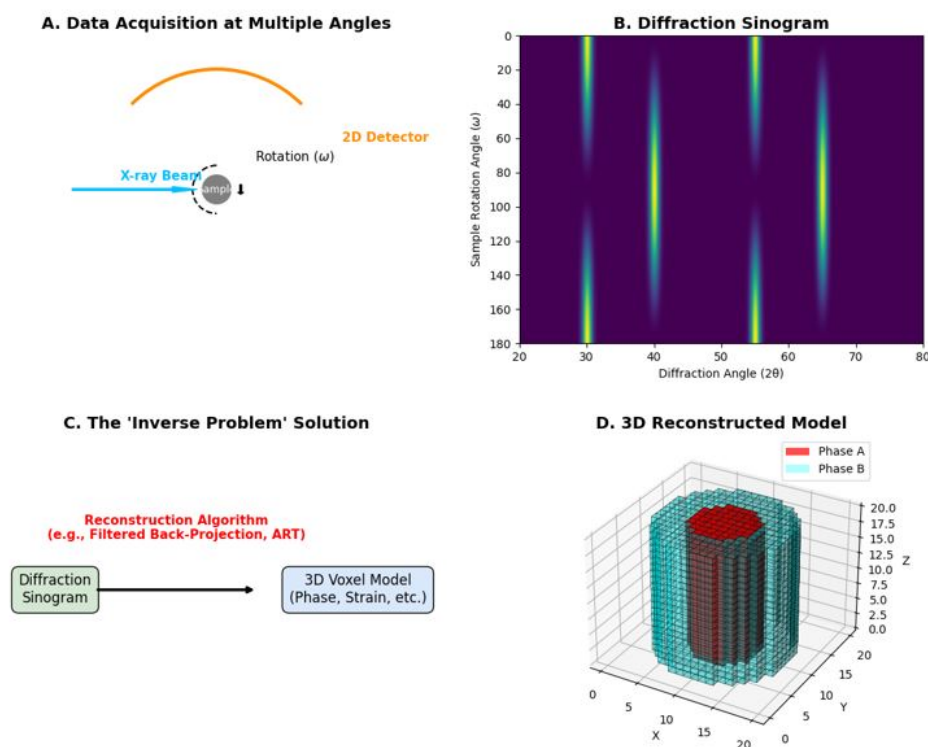 A. Data Acquisition at Multiple Angles
2D Detector
Rotation (ω)
X-ray Beam
Sample
B. Diffraction Sinogram
Sample Rotation Angle (ω)
0
20
40
60
80
100
120
140
160
180
20
30
40
50
60
70
80
Diffraction Angle (2θ)
C. The 'Inverse Problem' Solution
Reconstruction Algorithm
(e.g., Filtered Back-Projection, ART)
Diffraction
Sinogram
3D Voxel Model
(Phase, Strain, etc.)
D. 3D Reconstructed Model
Phase A
Phase B
20.0
17.5
15.0
12.5
10.0
7.5
5.0
2.5
0.0
Z
0
5
10
15
20
X
0
5
10
15
20
Y